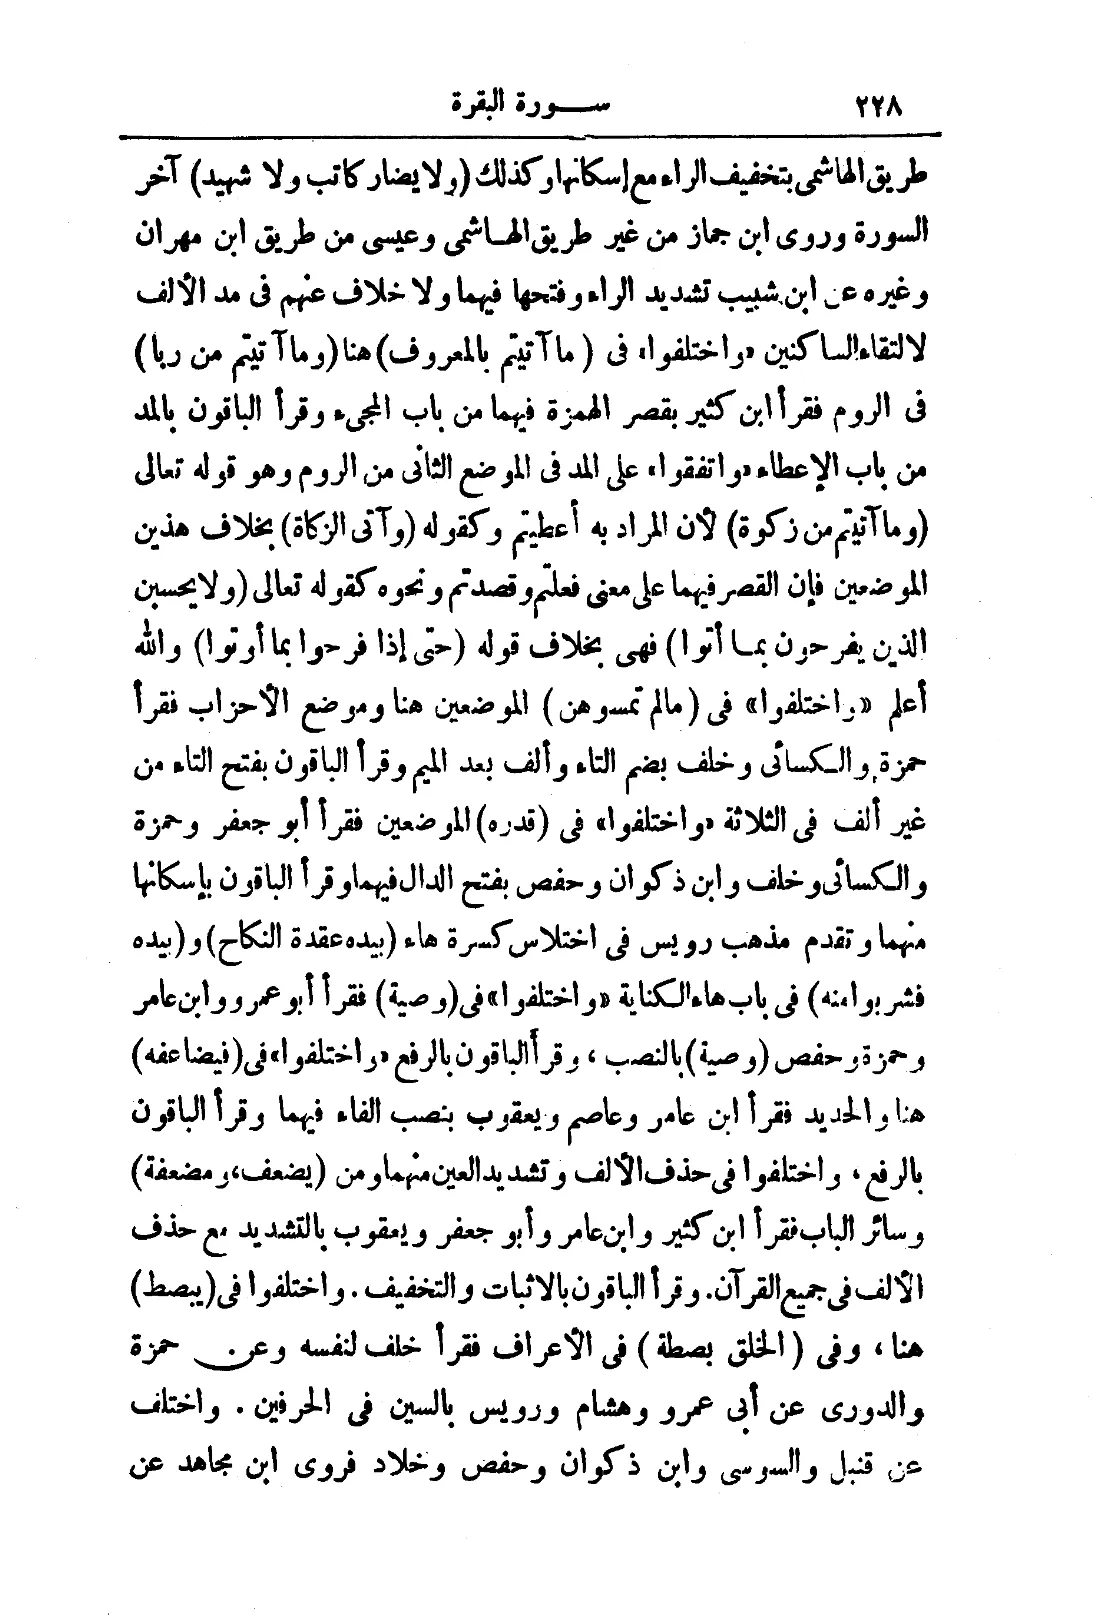 ٢٢٨
ســورة البقرة
طريق الهاشمى بتخفيف الراء مع إسكانها وكذلك (ولا يضار كاتب ولا شهيد) آخر
السورة وروى ابن جماز من غير طريق الهاشمى وعيسى من طريق ابن مهران
وغيره عن ابن شبيب تشديد الراء وفتحها فيهما ولا خلاف عنهم فى مد الألف
لالتقاء الساكنين «واختلفوا» فى ( ما آتيتم بالمعروف) هنا (وما آتيتم من ربا)
فى الروم فقرأ ابن كثير بقصر الهمزة فيهما من باب المجىء وقرأ الباقون بالمد
من باب الإعطاء «واتفقوا» على المد فى الموضع الثانى من الروم وهو قوله تعالى
(وما آتيتم من زكوة) لأن المراد به أعطيتم وكقوله (وآتى الزكاة) بخلاف هذين
الموضعين فإن القصر فيهما على معنى فعلتم وقصدتم ونحوه كقوله تعالى (ولا يحسبن
الذين يفرحون بمـا أتوا) فهى بخلاف قوله (حتى إذا فرحوا بما أوتوا) والله
أعلم «واختلفوا» فى (مالم تمسوهن) الموضعين هنا وموضع الأحزاب فقرأ
حمزة والـكسائى وخلف بضم التاء وألف بعد الميم وقرأ الباقون بفتح التاء من
غير ألف فى الثلاثة «واختلفوا» فى (قدره) الموضعين فقرأ أبو جعفر وحمزة
والكسائى وخلف وابن ذكوان وحفص بفتح الدال فيهما وقرأ الباقون بإسكانها
منهما وتقدم مذهب رويس فى اختلاس كسرة هاء (بيده عقدة النكاح) و(بيده
فشربوا منه) فى باب هاء الـكناية «واختلفوا» فى (وصية) فقرأ أبو عمرو وابن عامر
وحمزة وحفص (وصية) بالنصب ، وقرأ الباقون بالرفع «واختلفوا» فى (فيضاعفه)
هنا والحديد فقرأ ابن عامر وعاصم ويعقوب بنصب الفاء فيهما وقرأ الباقون
بالرفع ، واختلفوا فى حذف الألف وتشديد العين منهما ومن (يضعف، ومضعفة)
وسائر الباب فقرأ ابن كثير وابن عامر وأبو جعفر ويعقوب بالتشديد مع حذف
الألف فى جميع القرآن. وقرأ الباقون بالاثبات والتخفيف . واختلفوا فى (يبصط)
هنا ، وفى ( الخلق بصطة ) فى الأعراف فقرأ خلف لنفسه وعن حمزة
والدورى عن أبى عمرو وهشام ورويس بالسين فى الحرفين . واختلف
عن قنبل والسوسى وابن ذكوان وحفص وخلاد فروى ابن مجاهد عن